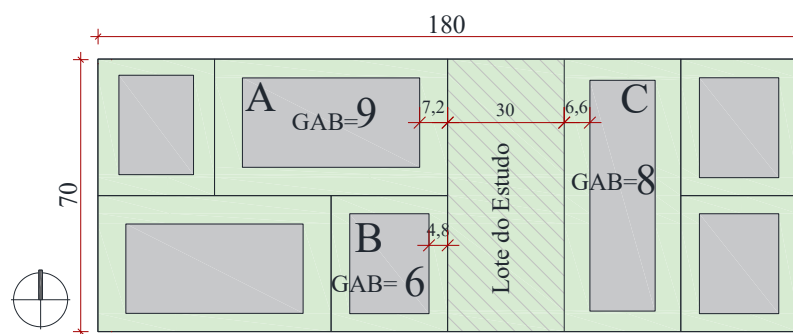 180
A
GAB=9
7,2
30
6,6
C
GAB=8
70
Lote do Estudo
B
4,8
GAB= 6